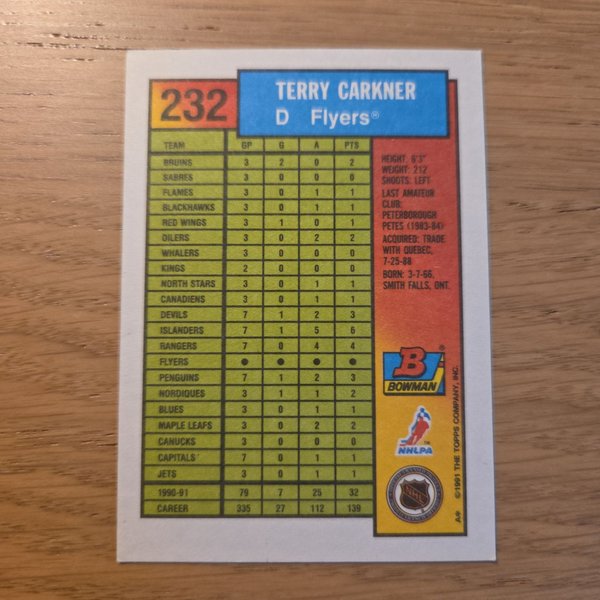 232
TERRY CARKNER
D Flyers®
TEAM GP G A PTS
BRUINS 3 2 0 2
SABRES 3 0 0 0
FLAMES 3 0 1 1
BLACKHAWKS 3 0 1 1
RED WINGS 3 1 0 1
OILERS 3 0 2 2
WHALERS 3 0 0 0
KINGS 2 0 0 0
NORTH STARS 3 0 1 1
CANADIENS 3 0 1 1
DEVILS 7 1 2 3
ISLANDERS 7 1 5 6
RANGERS 7 0 4 4
FLYERS ● ● ● ●
PENGUINS 7 1 2 3
NORDIQUES 3 1 1 2
BLUES 3 0 1 1
MAPLE LEAFS 3 0 2 2
CANUCKS 3 0 0 0
CAPITALS 7 0 1 1
JETS 3 0 1 1
1990-91 79 7 25 32
CAREER 335 27 112 139
HEIGHT: 6'3"
WEIGHT: 212
SHOOTS: LEFT
LAST AMATEUR
CLUB:
PETERBOROUGH
PETES (1983-84)
ACQUIRED: TRADE
WITH QUEBEC,
7-25-88
BORN: 3-7-66,
SMITH FALLS, ONT.
B
BOWMAN®
NHLPA™
NHL
A* ©1991 THE TOPPS COMPANY, INC.